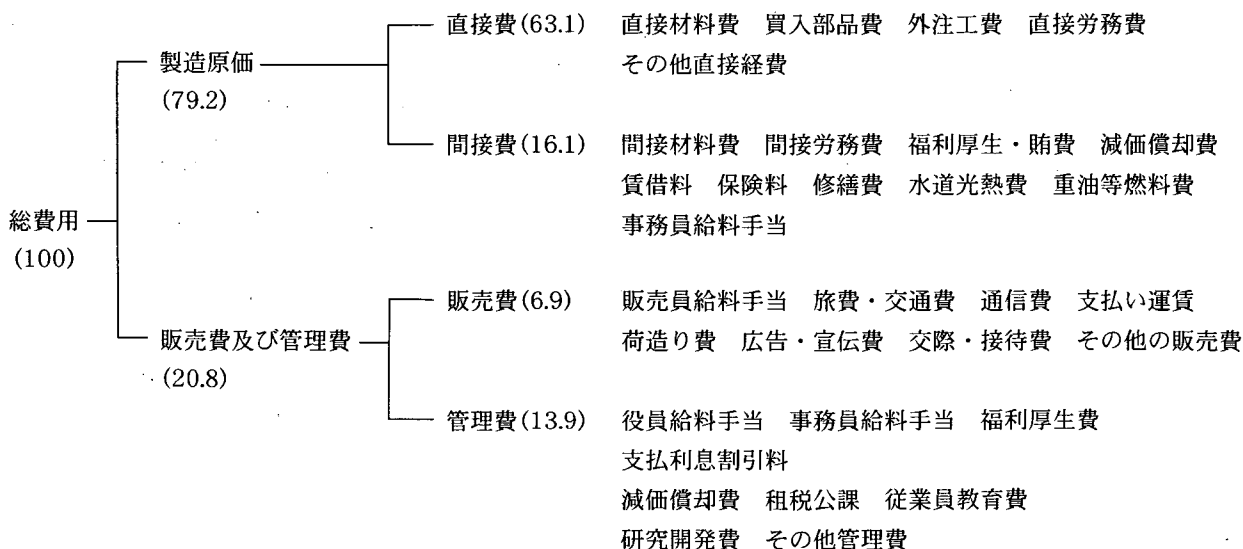 直接費(63.1) 直接材料費 買入部品費 外注工費 直接労務費
その他直接経費
製造原価
(79.2)
間接費(16.1) 間接材料費 間接労務費 福利厚生・賄費 減価償却費
賃借料 保険料 修繕費 水道光熱費 重油等燃料費
事務員給料手当
総費用
(100)
販売費(6.9) 販売員給料手当 旅費・交通費 通信費 支払い運賃
荷造り費 広告・宣伝費 交際・接待費 その他の販売費
販売費及び管理費
(20.8)
管理費(13.9) 役員給料手当 事務員給料手当 福利厚生費
支払利息割引料
減価償却費 租税公課 従業員教育費
研究開発費 その他管理費